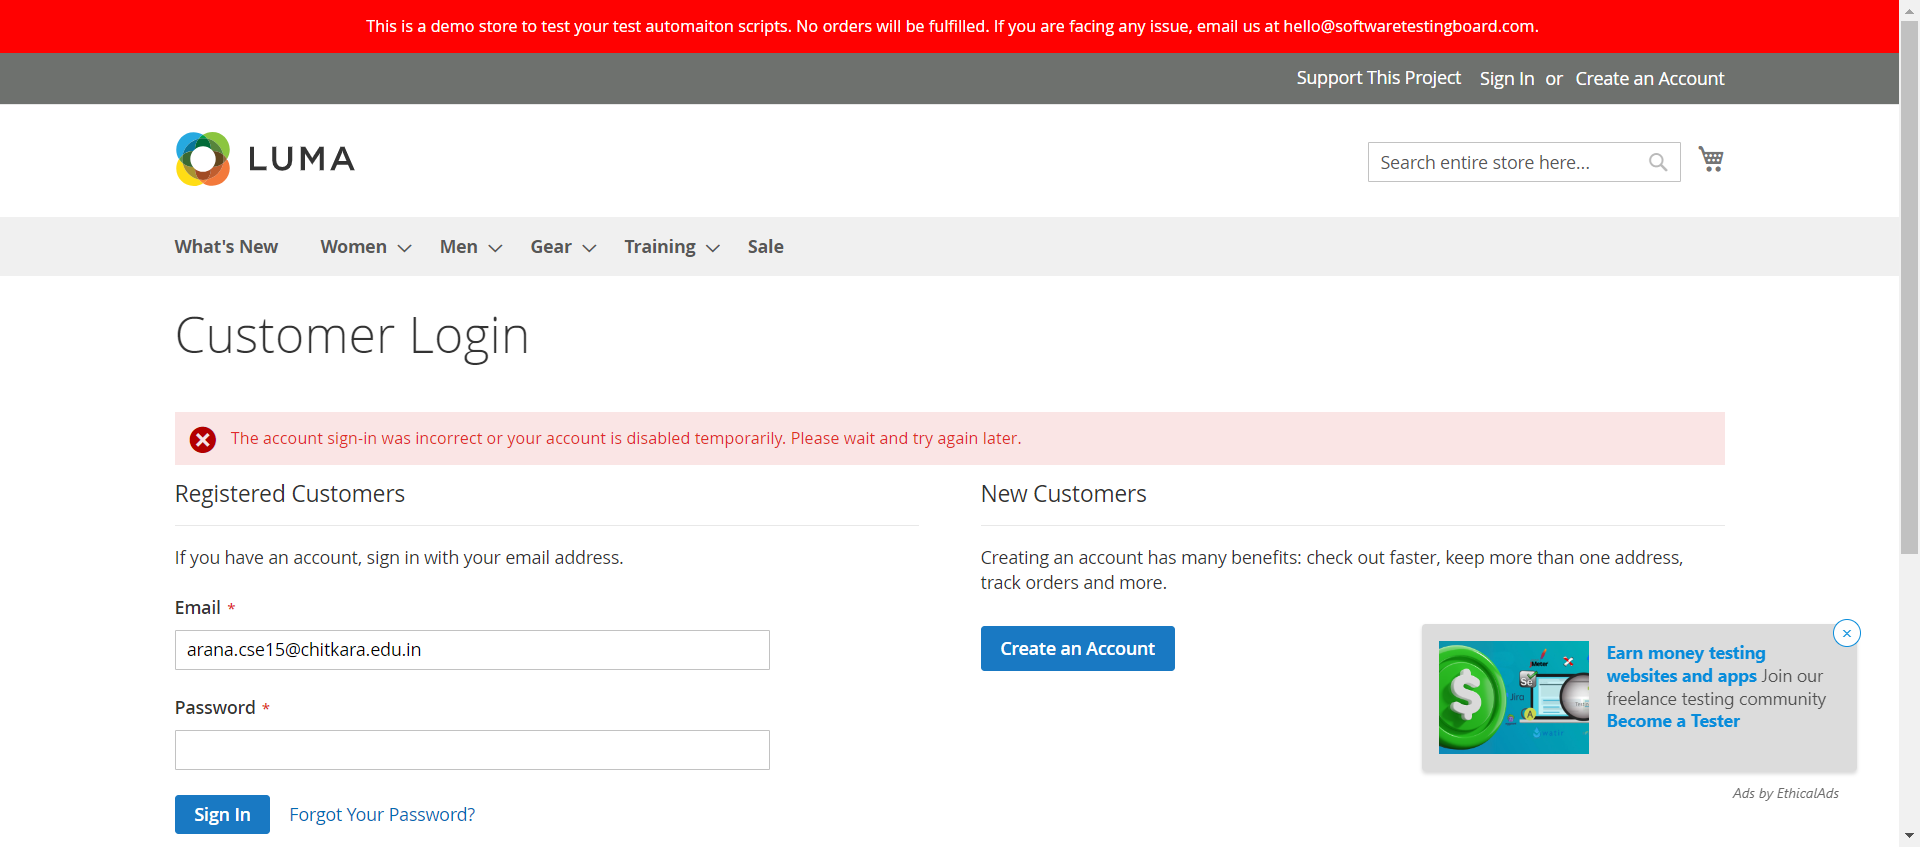 This is a demo store to test your test automaiton scripts. No orders will be fulfilled. If you are facing any issue, email us at hello@softwaretestingboard.com.
Support This Project Sign In or Create an Account
LUMA
Search entire store here...
What's New Women Men Gear Training Sale
Customer Login
The account sign-in was incorrect or your account is disabled temporarily. Please wait and try again later.
Registered Customers
If you have an account, sign in with your email address.
Email *
arana.cse15@chitkara.edu.in
Password *
Sign In Forgot Your Password?
New Customers
Creating an account has many benefits: check out faster, keep more than one address,
track orders and more.
Create an Account
Earn money testing
websites and apps Join our
freelance testing community
Become a Tester
Meter
Se
Jira
A
Ads by EthicalAds